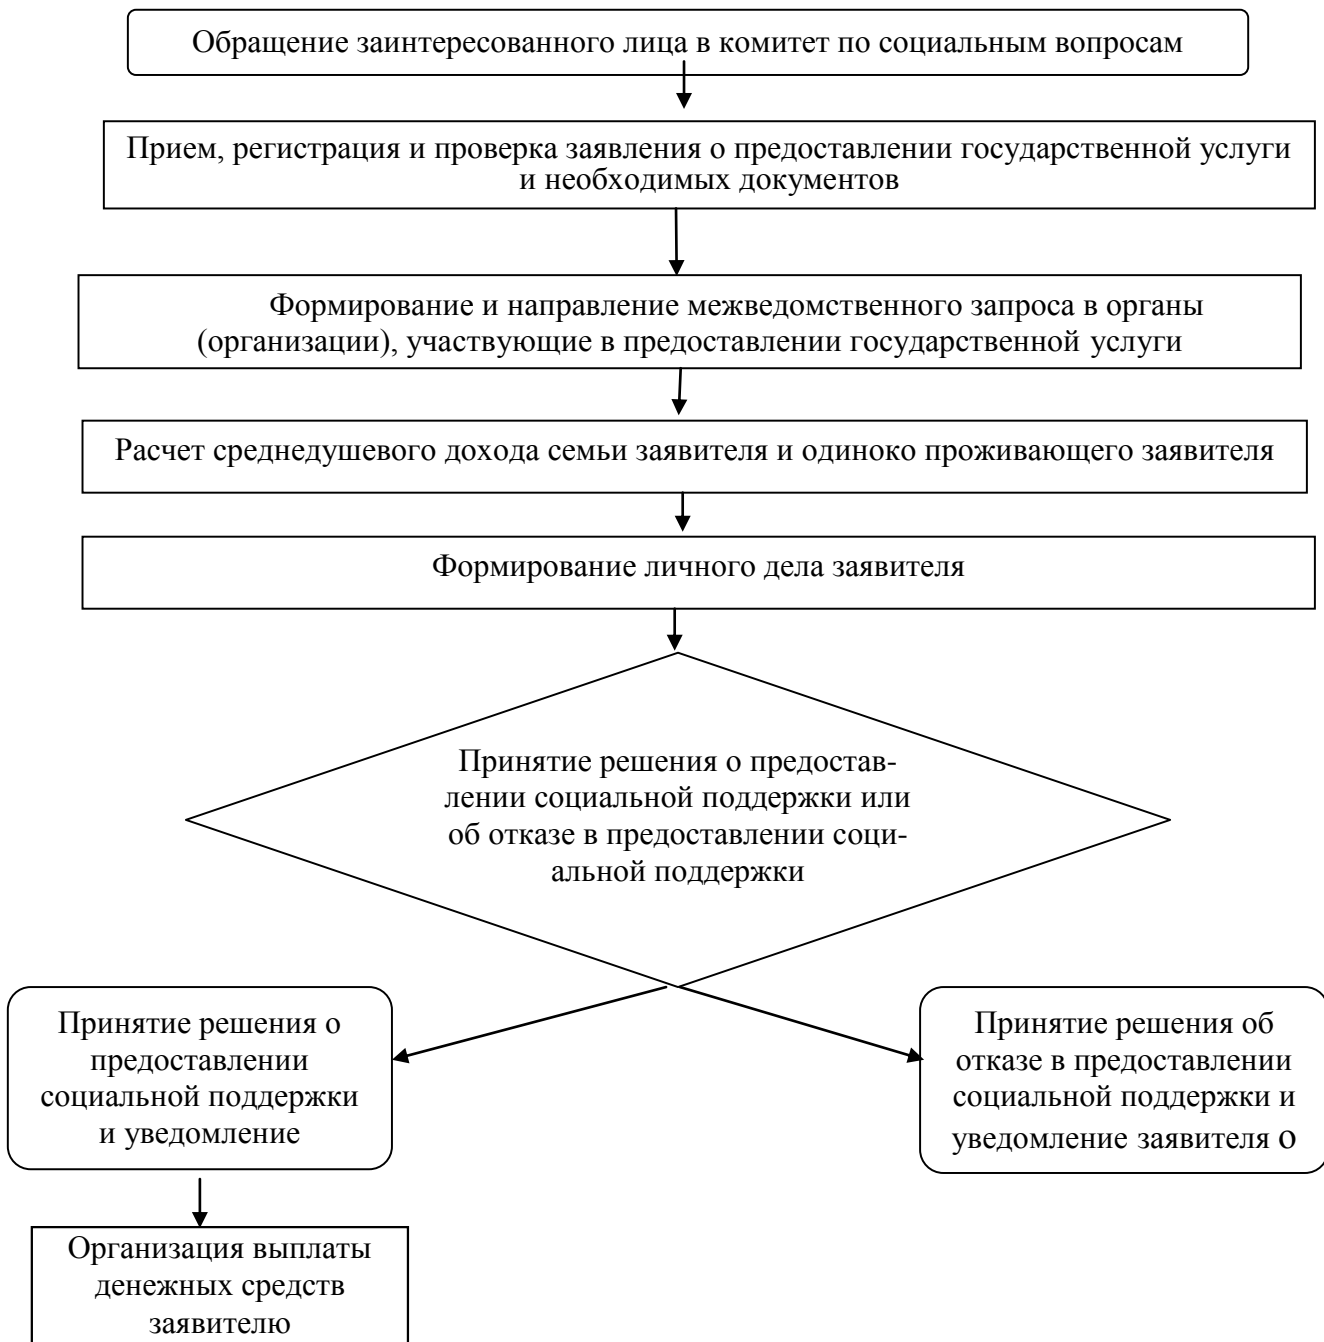 Обращение заинтересованного лица в комитет по социальным вопросам
Прием, регистрация и проверка заявления о предоставлении государственной услуги
и необходимых документов
Формирование и направление межведомственного запроса в органы
(организации), участвующие в предоставлении государственной услуги
Расчет среднедушевого дохода семьи заявителя и одиноко проживающего заявителя
Формирование личного дела заявителя
Принятие решения о предостав-
лении социальной поддержки или
об отказе в предоставлении соци-
альной поддержки
Принятие решения о
предоставлении
социальной поддержки
и уведомление
Принятие решения об
отказе в предоставлении
социальной поддержки и
уведомление заявителя о
Организация выплаты
денежных средств
заявителю